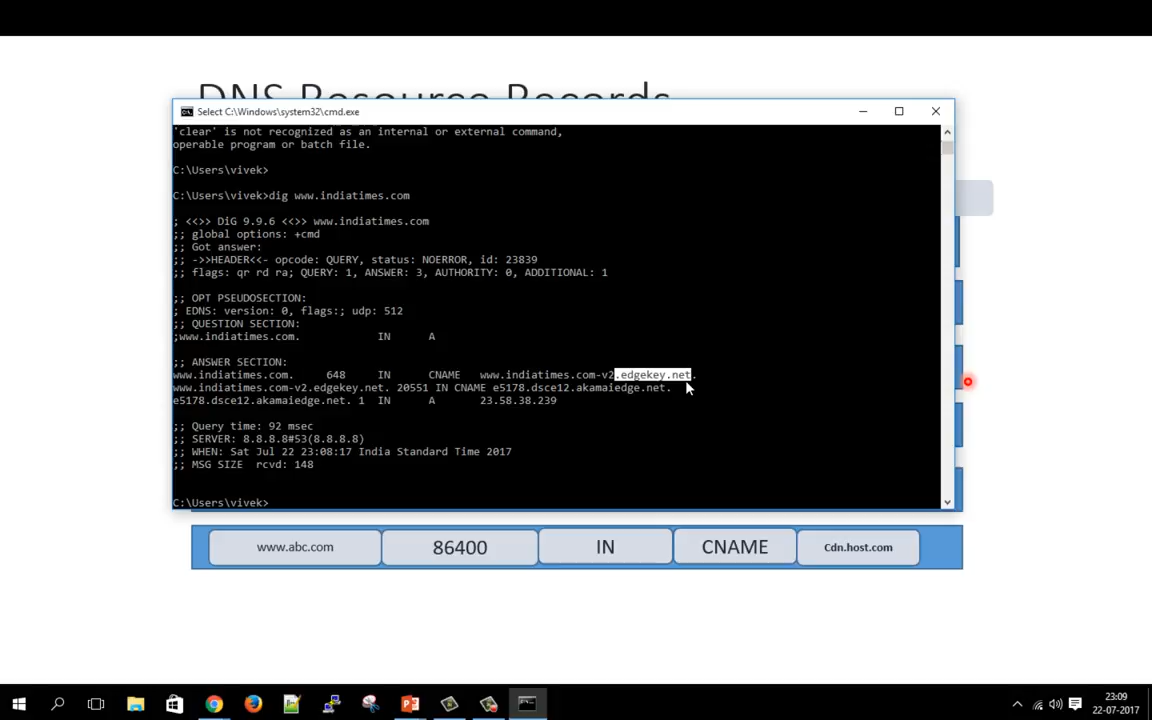 DNS Resource Records
Select C:\Windows\system32\cmd.exe
'clear' is not recognized as an internal or external command,
operable program or batch file.
C:\Users\vivek>
C:\Users\vivek>dig www.indiatimes.com
; <<>> DiG 9.9.6 <<>> www.indiatimes.com
;; global options: +cmd
;; Got answer:
;; ->>HEADER<<- opcode: QUERY, status: NOERROR, id: 23839
;; flags: qr rd ra; QUERY: 1, ANSWER: 3, AUTHORITY: 0, ADDITIONAL: 1
;; OPT PSEUDOSECTION:
; EDNS: version: 0, flags:; udp: 512
;; QUESTION SECTION:
;www.indiatimes.com. IN A
;; ANSWER SECTION:
www.indiatimes.com. 648 IN CNAME www.indiatimes.com-v2.edgekey.net.
www.indiatimes.com-v2.edgekey.net. 20551 IN CNAME e5178.dsce12.akamaiedge.net.
e5178.dsce12.akamaiedge.net. 1 IN A 23.58.38.239
;; Query time: 92 msec
;; SERVER: 8.8.8.8#53(8.8.8.8)
;; WHEN: Sat Jul 22 23:08:17 India Standard Time 2017
;; MSG SIZE rcvd: 148
C:\Users\vivek>
www.abc.com 86400 IN CNAME Cdn.host.com
23:09
22-07-2017